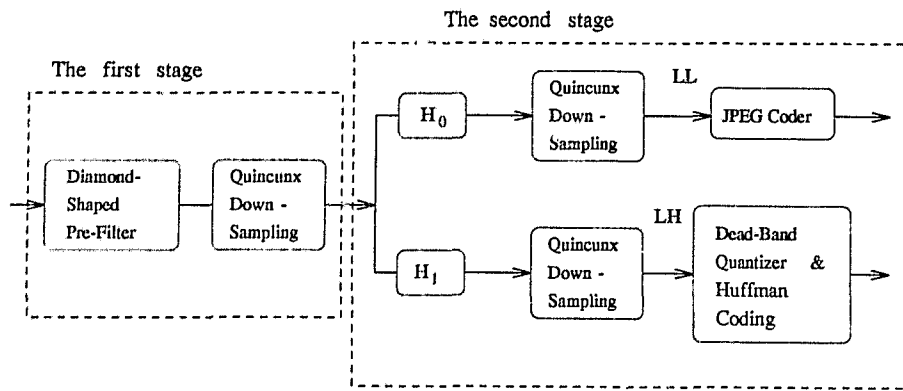 The second stage
The first stage
Diamond-
Shaped
Pre-Filter
Quincunx
Down -
Sampling
H0
Quincunx
Down -
Sampling
LL
JPEG Coder
H1
Quincunx
Down -
Sampling
LH
Dead-Band
Quantizer &
Huffman
Coding